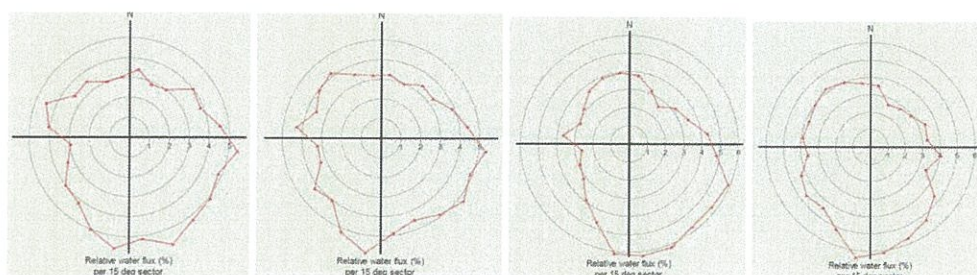 N
1 2 3 4 5
Relative water flux (%)
per 15 deg sector
N
1 2 3 4 5
Relative water flux (%)
per 15 deg sector
N
1 2 3 4 5 6
Relative water flux (%)
per 15 deg sector
N
1 2 3 4 5 6
Relative water flux (%)